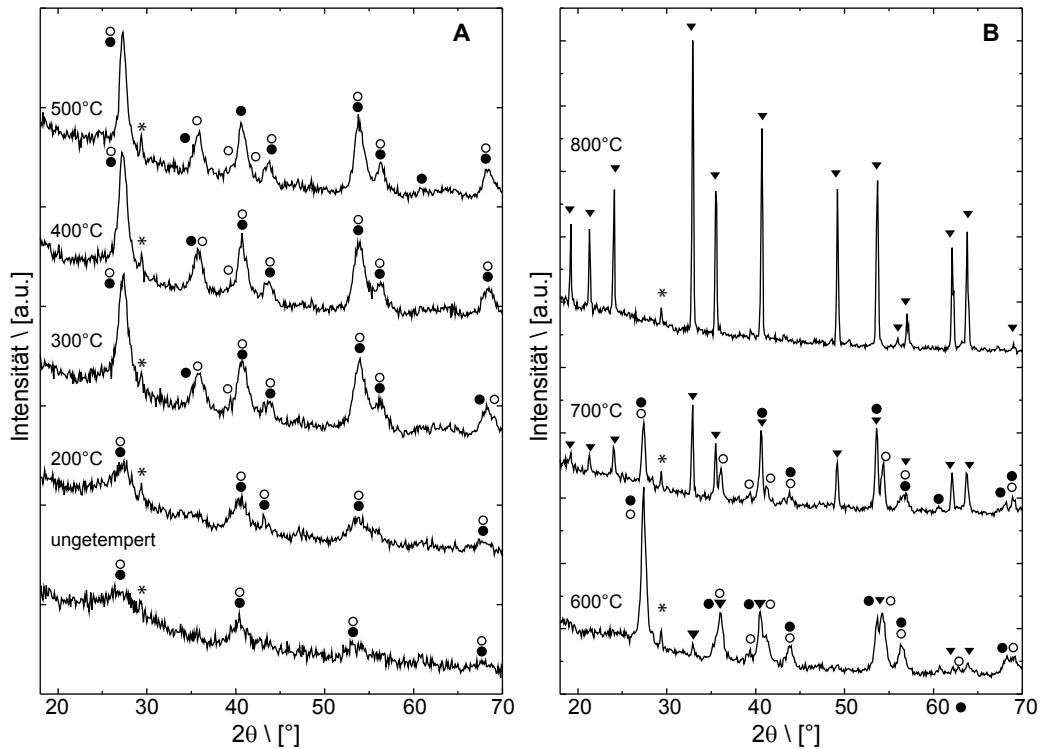 A
500°C
*
400°C
*
300°C
*
200°C
*
ungetempert
*
Intensität \ [a.u.]
20 30 40 50 60 70
2θ \ [°]
B
800°C
*
700°C
*
600°C
*
Intensität \ [a.u.]
20 30 40 50 60 70
2θ \ [°]